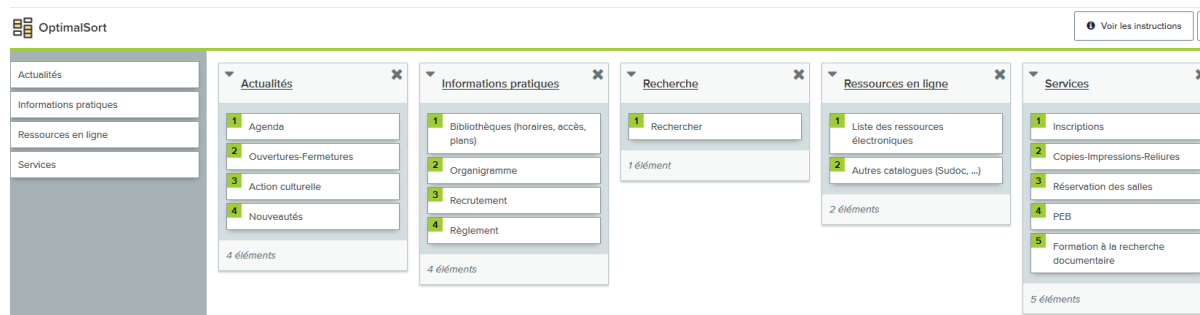 OptimalSort
Voir les instructions
Actualités
Informations pratiques
Ressources en ligne
Services
Actualités
1 Agenda
2 Ouvertures-Fermetures
3 Action culturelle
4 Nouveautés
4 éléments
Informations pratiques
1 Bibliothèques (horaires, accès,
plans)
2 Organigramme
3 Recrutement
4 Règlement
4 éléments
Recherche
1 Rechercher
1 élément
Ressources en ligne
1 Liste des ressources
électroniques
2 Autres catalogues (Sudoc, ...)
2 éléments
Services
1 Inscriptions
2 Copies-Impressions-Reliures
3 Réservation des salles
4 PEB
5 Formation à la recherche
documentaire
5 éléments